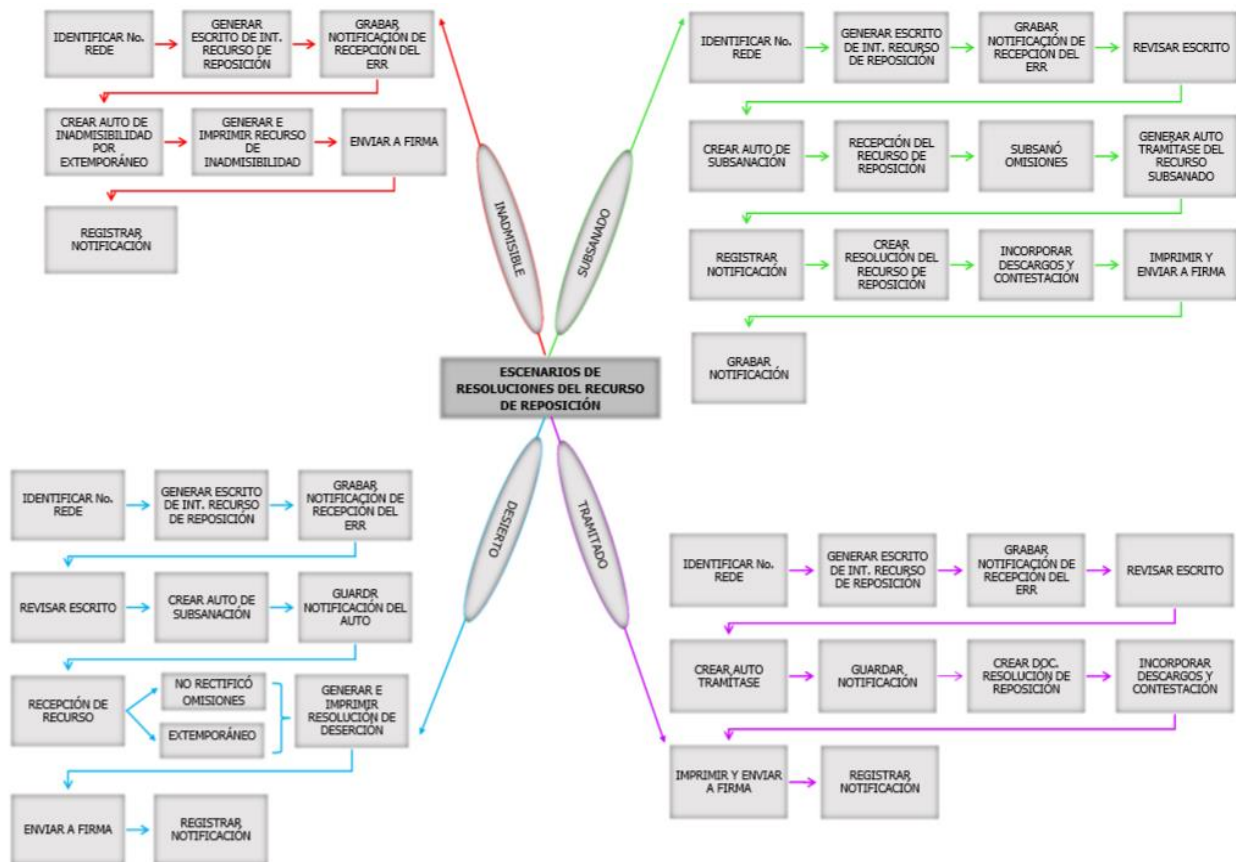 IDENTIFICAR No.
REDE
GENERAR
ESCRITO DE INT.
RECURSO DE
REPOSICIÓN
GRABAR
NOTIFICACIÓN DE
RECEPCIÓN DEL
ERR
CREAR AUTO DE
INADMISIBILIDAD
POR
EXTEMPORÁNEO
GENERAR E
IMPRIMIR RECURSO
DE
INADMISIBILIDAD
ENVIAR A FIRMA
REGISTRAR
NOTIFICACIÓN
INADMISIBLE
SUBSANADO
IDENTIFICAR No.
REDE
GENERAR ESCRITO
DE INT. RECURSO
DE REPOSICIÓN
GRABAR
NOTIFICACIÓN DE
RECEPCIÓN DEL
ERR
REVISAR ESCRITO
CREAR AUTO DE
SUBSANACIÓN
RECEPCIÓN DEL
RECURSO DE
REPOSICIÓN
SUBSANÓ
OMISIONES
GENERAR AUTO
TRAMÍTASE DEL
RECURSO
SUBSANADO
REGISTRAR
NOTIFICACIÓN
CREAR
RESOLUCIÓN DEL
RECURSO DE
REPOSICIÓN
INCORPORAR
DESCARGOS Y
CONTESTACIÓN
IMPRIMIR Y
ENVIAR A FIRMA
GRABAR
NOTIFICACIÓN
ESCENARIOS DE
RESOLUCIONES DEL RECURSO
DE REPOSICIÓN
DESIERTO
TRAMITADO
IDENTIFICAR No.
REDE
GENERAR ESCRITO
DE INT. RECURSO
DE REPOSICIÓN
GRABAR
NOTIFICACIÓN DE
RECEPCIÓN DEL
ERR
REVISAR ESCRITO
CREAR AUTO DE
SUBSANACIÓN
GUARDR
NOTIFICACIÓN DEL
AUTO
RECEPCIÓN DE
RECURSO
NO RECTIFICÓ
OMISIONES
EXTEMPORÁNEO
GENERAR E
IMPRIMIR
RESOLUCIÓN DE
DESERCIÓN
ENVIAR A FIRMA
REGISTRAR
NOTIFICACIÓN
IDENTIFICAR No.
REDE
GENERAR ESCRITO
DE INT. RECURSO
DE REPOSICIÓN
GRABAR
NOTIFICACIÓN DE
RECEPCIÓN DEL
ERR
REVISAR ESCRITO
CREAR AUTO
TRAMÍTASE
GUARDAR
NOTIFICACIÓN
CREAR DOC.
RESOLUCIÓN DE
REPOSICIÓN
INCORPORAR
DESCARGOS Y
CONTESTACIÓN
IMPRIMIR Y ENVIAR
A FIRMA
REGISTRAR
NOTIFICACIÓN